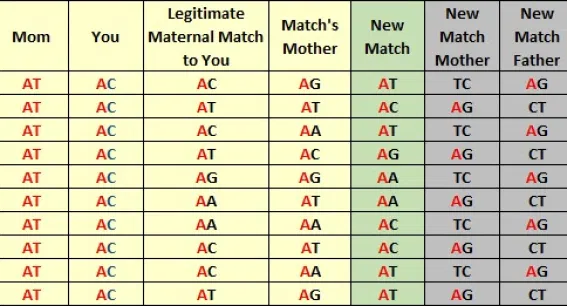 Mom You Legitimate Maternal Match to You Match's Mother New Match New Match Mother New Match Father
AT AC AC AG AT TC AG
AT AC AT AT AC AG CT
AT AC AC AA AT TC AG
AT AC AT AC AG AG CT
AT AC AG AG AA TC AG
AT AC AA AT AA AG CT
AT AC AA AA AC TC AG
AT AC AC AT AC AG CT
AT AC AC AA AT TC AG
AT AC AT AG AT AG CT